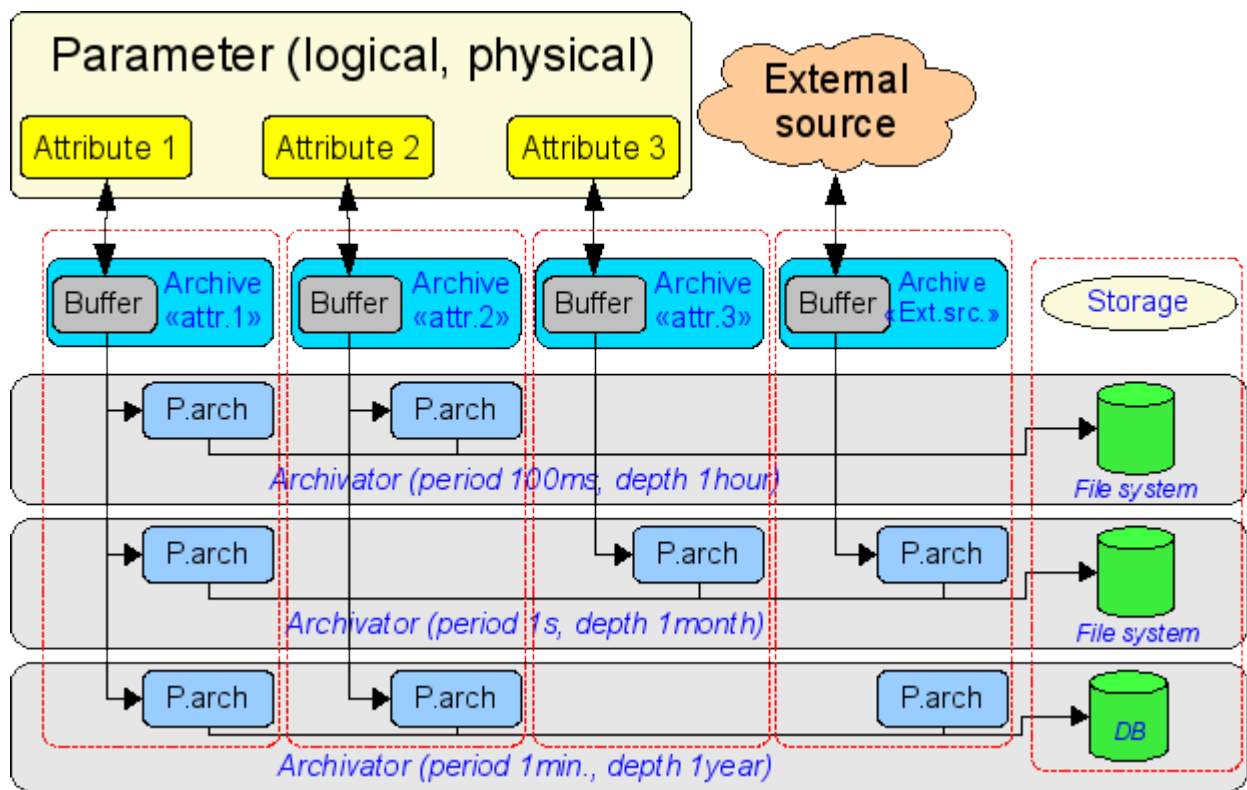 Parameter (logical, physical)
External
source
Attribute 1
Attribute 2
Attribute 3
Buffer
Archive
«attr.1»
Buffer
Archive
«attr.2»
Buffer
Archive
«attr.3»
Buffer
Archive
«Ext.src.»
Storage
P.arch
P.arch
Archivator (period 100ms, depth 1hour)
File system
P.arch
P.arch
P.arch
Archivator (period 1s, depth 1month)
File system
P.arch
P.arch
P.arch
DB
Archivator (period 1min., depth 1year)